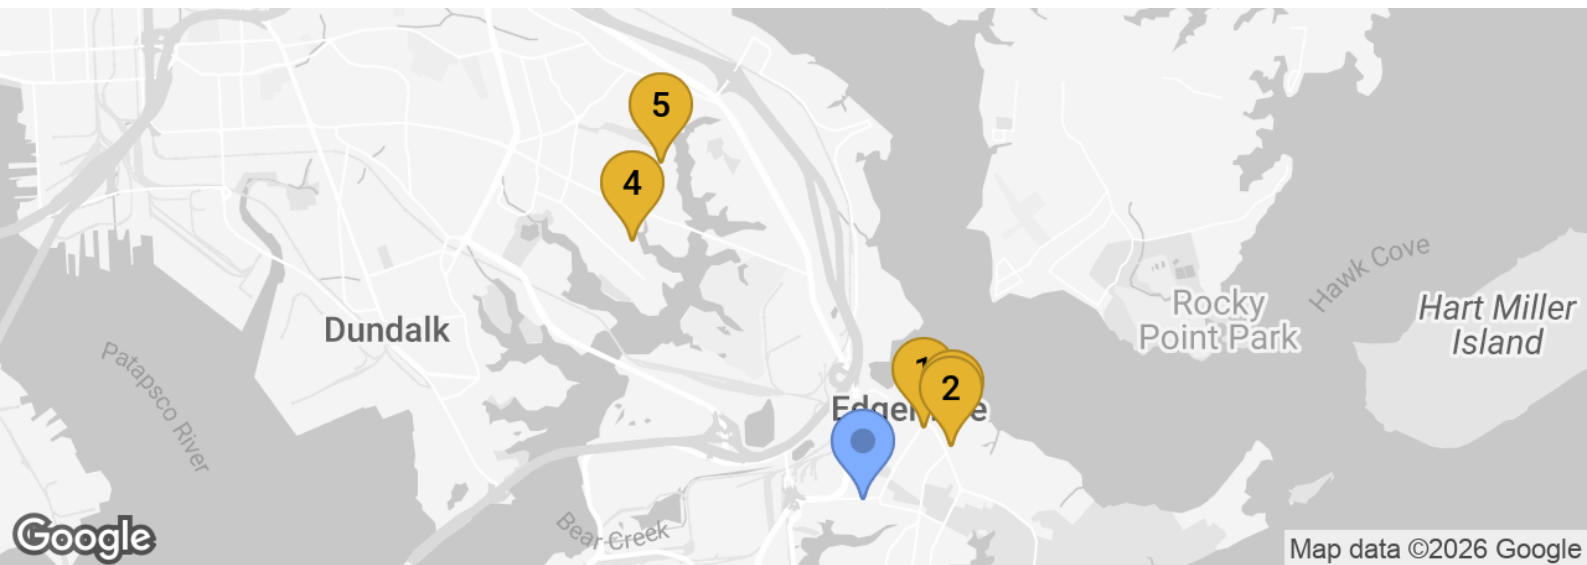 5
4
Hawk Cove
Rocky
Point Park
Hart Miller
Island
Dundalk
Patapsco River
1
2
Bear Creek
Google
Map data ©2026 Google